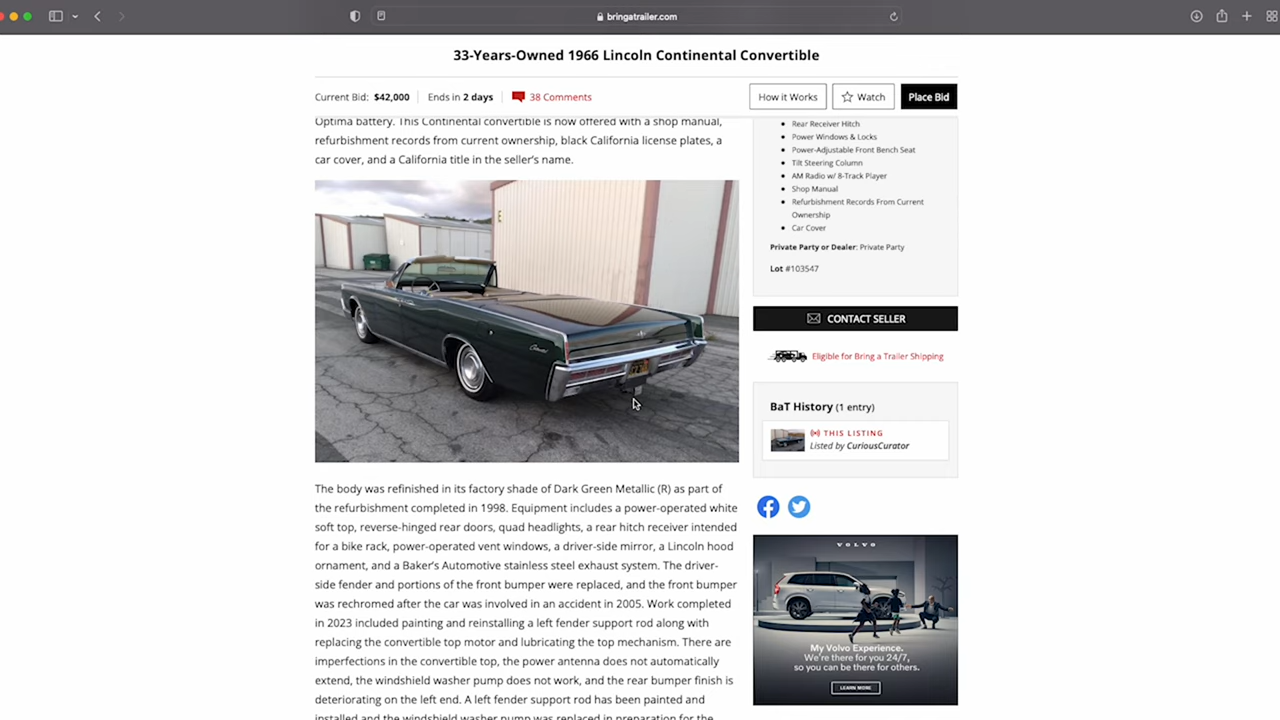 bringatrailer.com
33-Years-Owned 1966 Lincoln Continental Convertible
Current Bid: $42,000 Ends in 2 days 38 Comments How it Works Watch Place Bid
Optima battery. This Continental convertible is now offered with a shop manual,
refurbishment records from current ownership, black California license plates, a
car cover, and a California title in the seller's name.
The body was refinished in its factory shade of Dark Green Metallic (R) as part of
the refurbishment completed in 1998. Equipment includes a power-operated white
soft top, reverse-hinged rear doors, quad headlights, a rear hitch receiver intended
for a bike rack, power-operated vent windows, a driver-side mirror, a Lincoln hood
ornament, and a Baker's Automotive stainless steel exhaust system. The driver-
side fender and portions of the front bumper were replaced, and the front bumper
was rechromed after the car was involved in an accident in 2005. Work completed
in 2023 included painting and reinstalling a left fender support rod along with
replacing the convertible top motor and lubricating the top mechanism. There are
imperfections in the convertible top, the power antenna does not automatically
extend, the windshield washer pump does not work, and the rear bumper finish is
deteriorating on the left end. A left fender support rod has been painted and
installed and the windshield washer pump was replaced in preparation for the
Rear Receiver Hitch
Power Windows & Locks
Power-Adjustable Front Bench Seat
Tilt Steering Column
AM Radio w/ 8-Track Player
Shop Manual
Refurbishment Records From Current
Ownership
Car Cover
Private Party or Dealer: Private Party
Lot #103547
CONTACT SELLER
Eligible for Bring a Trailer Shipping
BaT History (1 entry)
THIS LISTING
Listed by CuriousCurator
VOLVO
My Volvo Experience.
We're there for you 24/7,
so you can be there for others.
LEARN MORE